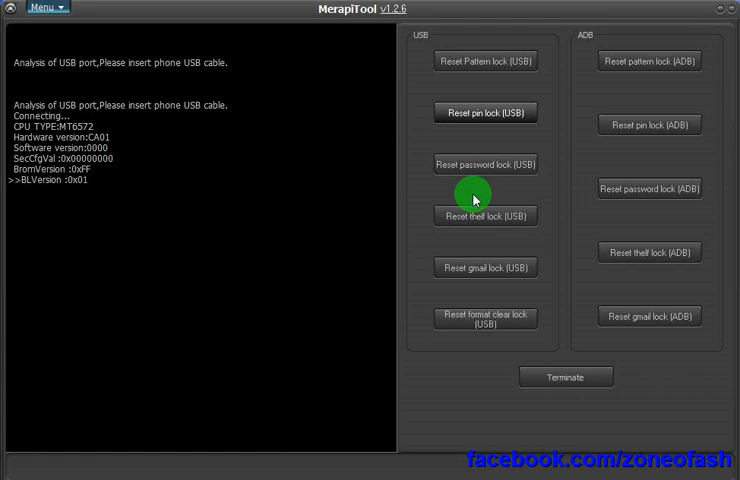 Menu
MerapiTool v1.2.6
Analysis of USB port,Please insert phone USB cable.
Analysis of USB port,Please insert phone USB cable.
Connecting...
CPU TYPE:MT6572
Hardware version:CA01
Software version:0000
SecCfgVal :0x00000000
BromVersion :0xFF
>>BLVersion :0x01
USB
Reset Pattern lock (USB)
Reset pin lock (USB)
Reset password lock (USB)
Reset thelf lock (USB)
Reset gmail lock (USB)
Reset format clear lock
(USB)
ADB
Reset pattern lock (ADB)
Reset pin lock (ADB)
Reset password lock (ADB)
Reset thelf lock (ADB)
Reset gmail lock (ADB)
Terminate
facebook.com/zoneofash